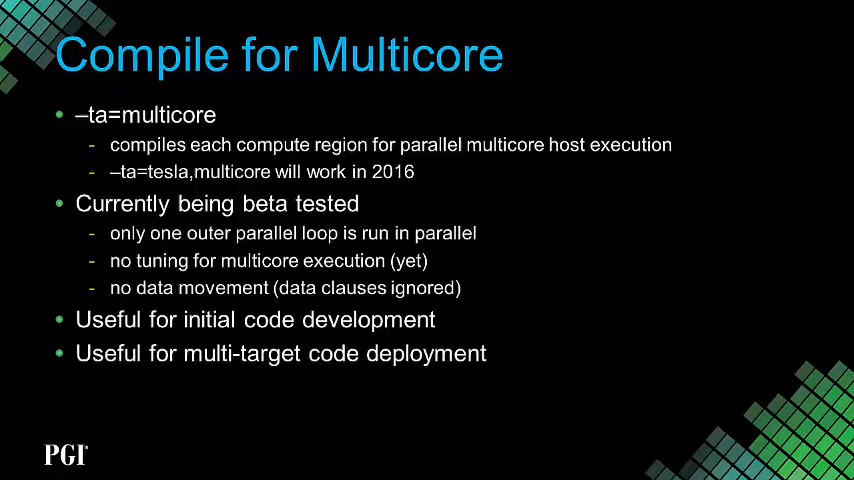 Compile for Multicore
• –ta=multicore
- compiles each compute region for parallel multicore host execution
- –ta=tesla,multicore will work in 2016
• Currently being beta tested
- only one outer parallel loop is run in parallel
- no tuning for multicore execution (yet)
- no data movement (data clauses ignored)
• Useful for initial code development
• Useful for multi-target code deployment
PGI®